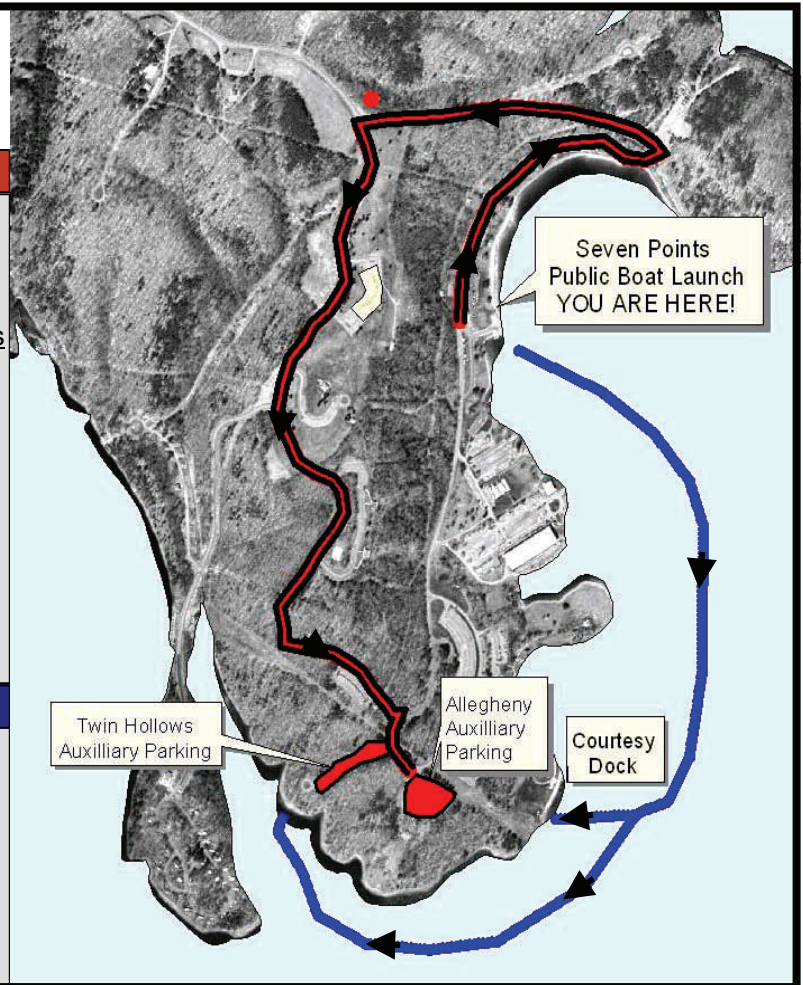 Seven Points
Public Boat Launch
YOU ARE HERE!
Twin Hollows
Auxilliary Parking
Allegheny
Auxilliary
Parking
Courtesy
Dock
s